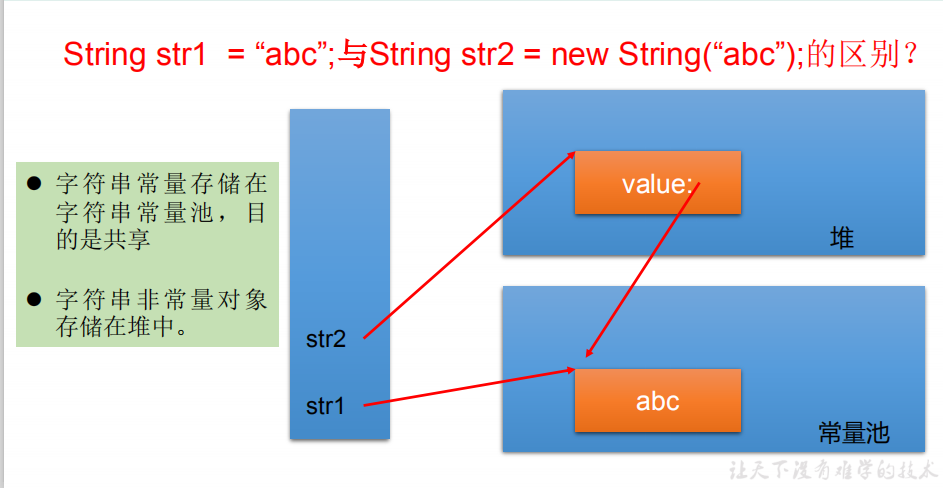 String str1  = “abc”;与String str2 = new String(“abc”);的区别？
● 字符串常量存储在
字符串常量池，目
的是共享
● 字符串非常量对象
存储在堆中。
str2
str1
value:
堆
abc
常量池
让天下没有难学的技术